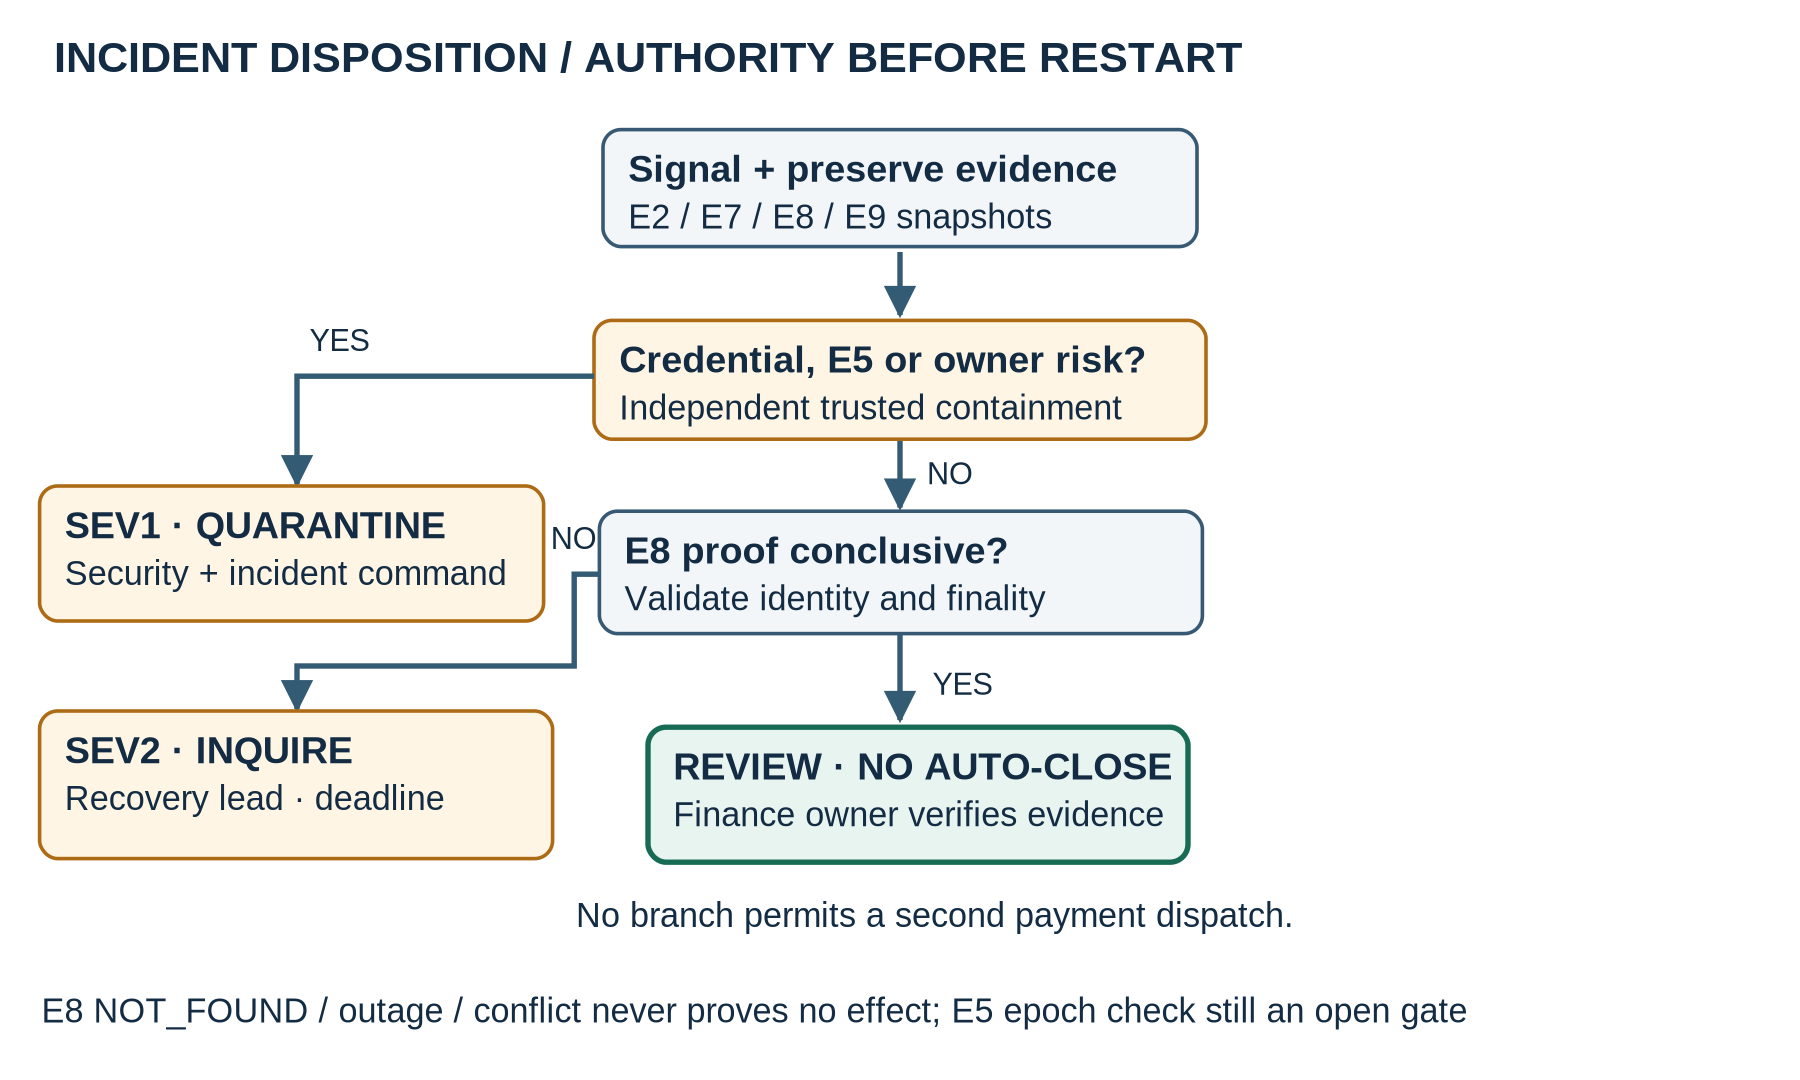 INCIDENT DISPOSITION / AUTHORITY BEFORE RESTART
Signal + preserve evidence
E2 / E7 / E8 / E9 snapshots
YES
Credential, E5 or owner risk?
Independent trusted containment
NO
SEV1 · QUARANTINE
Security + incident command
NO
E8 proof conclusive?
Validate identity and finality
YES
SEV2 · INQUIRE
Recovery lead · deadline
REVIEW · NO AUTO-CLOSE
Finance owner verifies evidence
No branch permits a second payment dispatch.
E8 NOT_FOUND / outage / conflict never proves no effect; E5 epoch check still an open gate